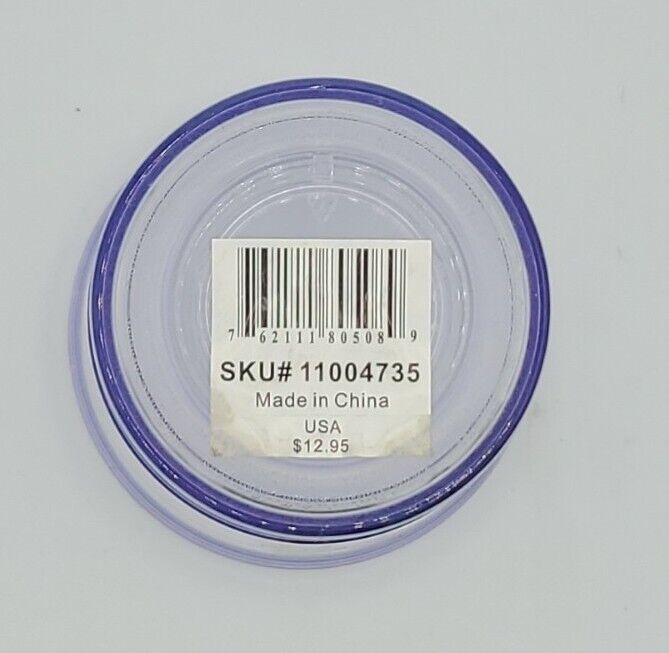 7 62111 80508 9
SKU# 11004735
Made in China
USA
$12.95